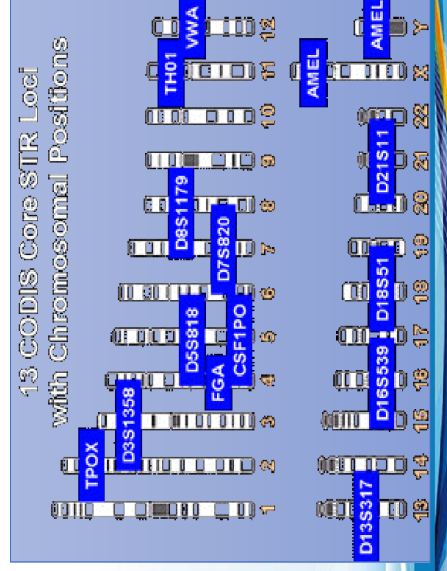 13 CODIS Core STR Loci
with Chromosomal Positions
TPOX
D3S1358
TH01
VWA
D8S1179
D5S818
FGA
CSF1PO
D7S820
1 2 3 4 5 6 7 8 9 10 11 12
AMEL
AMEL
D13S317
D16S539
D18S51
D21S11
13 14 15 16 17 18 19 20 21 22 X Y